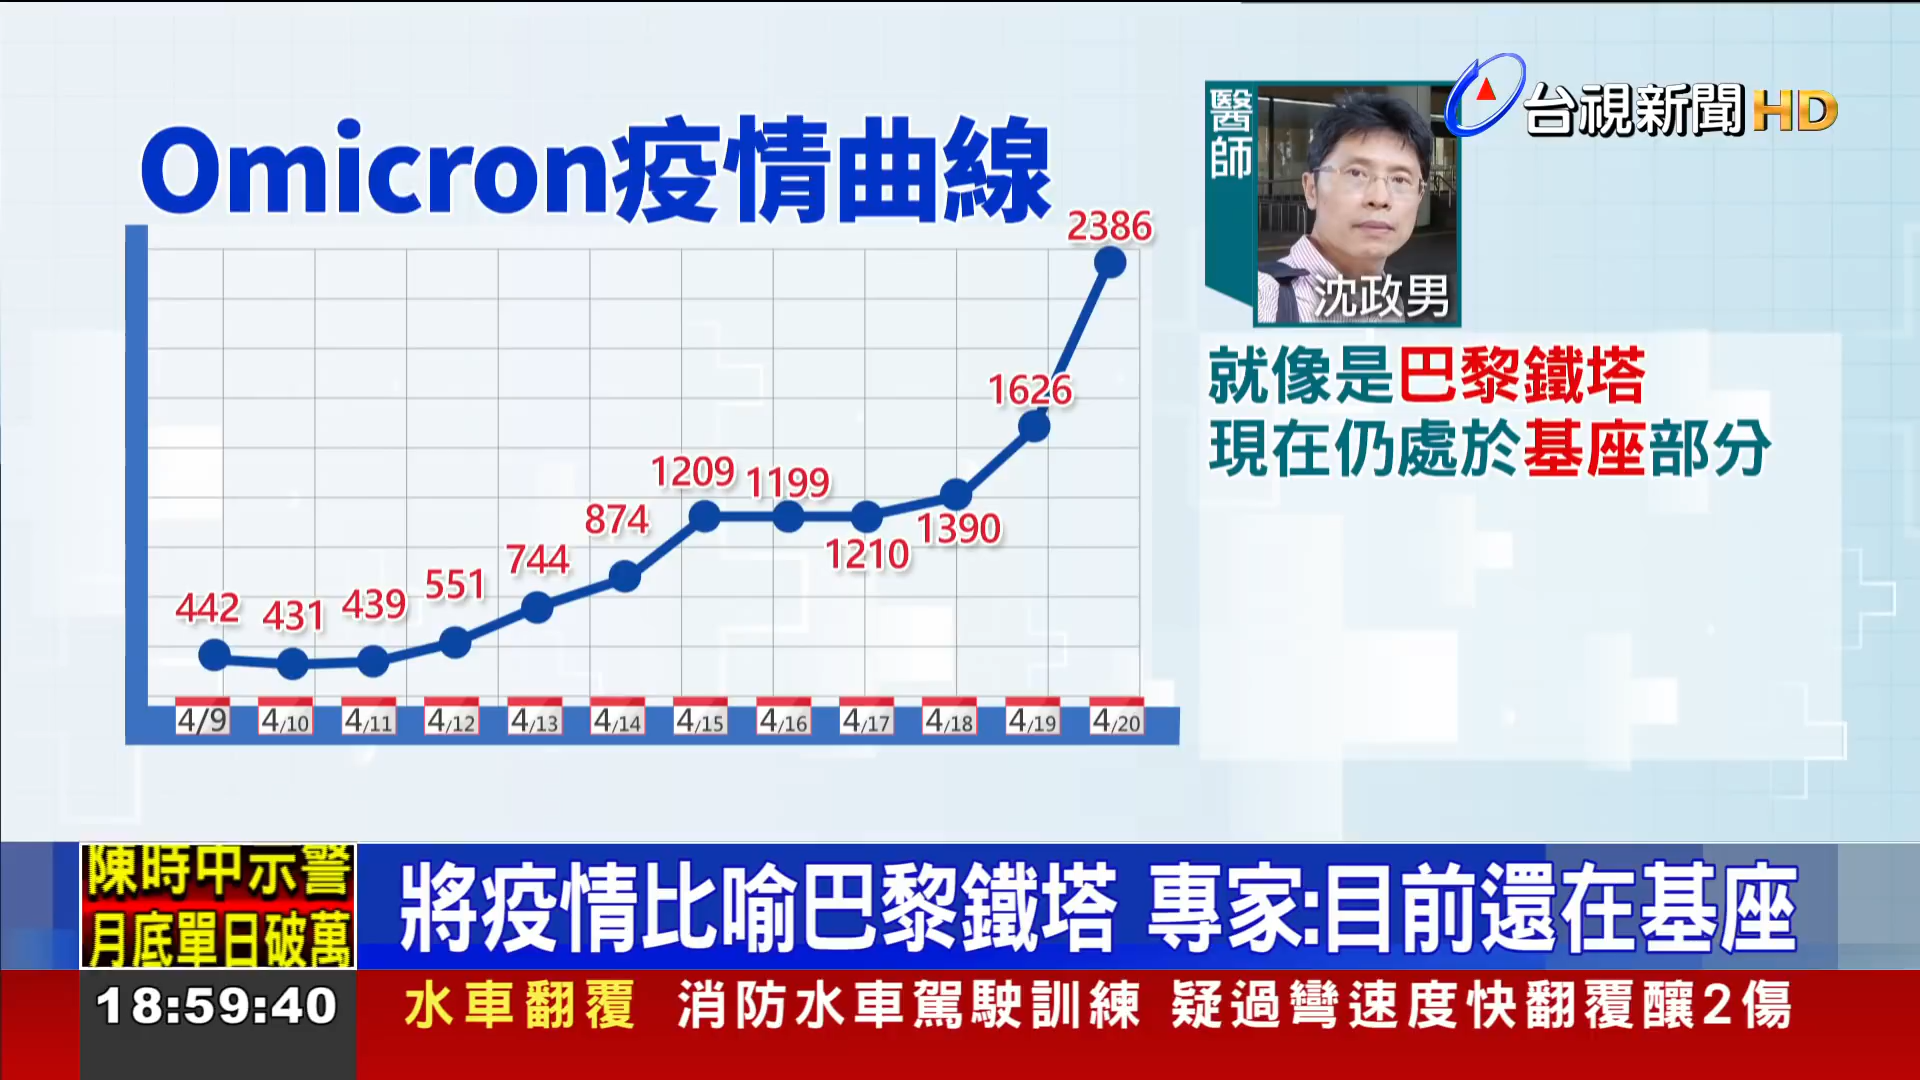 Omicron疫情曲線
台視新聞HD
醫師
沈政男
就像是巴黎鐵塔
現在仍處於基座部分
442
431
439
551
744
874
1209
1199
1210
1390
1626
2386
4/9
4/10
4/11
4/12
4/13
4/14
4/15
4/16
4/17
4/18
4/19
4/20
陳時中示警
月底單日破萬
將疫情比喻巴黎鐵塔 專家:目前還在基座
18:59:40
水車翻覆 消防水車駕駛訓練 疑過彎速度快翻覆釀2傷